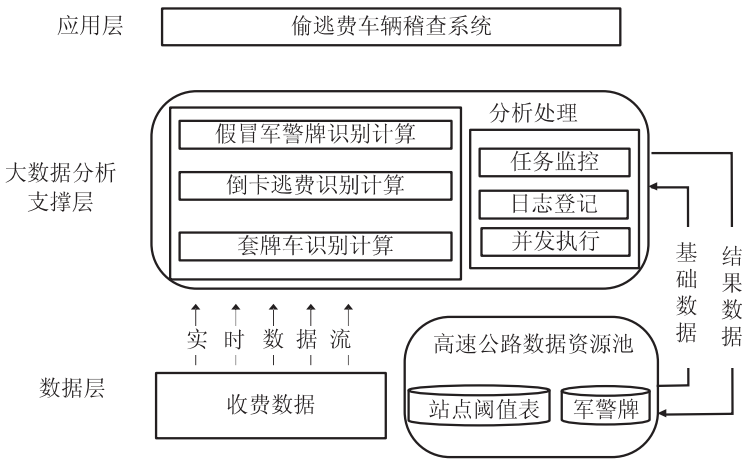 应用层
偷逃费车辆稽查系统
大数据分析
支撑层
假冒军警牌识别计算
倒卡逃费识别计算
套牌车识别计算
分析处理
任务监控
日志登记
并发执行
基础数据
结果数据
实时数据流
数据层
收费数据
高速公路数据资源池
站点阈值表
军警牌